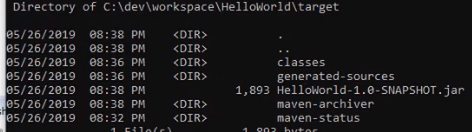 Directory of C:\dev\workspace\HelloWorld\target
05/26/2019 08:38 PM <DIR> .
05/26/2019 08:38 PM <DIR> ..
05/26/2019 08:36 PM <DIR> classes
05/26/2019 08:36 PM <DIR> generated-sources
05/26/2019 08:38 PM 1,893 HelloWorld-1.0-SNAPSHOT.jar
05/26/2019 08:38 PM <DIR> maven-archiver
05/26/2019 08:32 PM <DIR> maven-status
1 File(s) 1,893 bytes